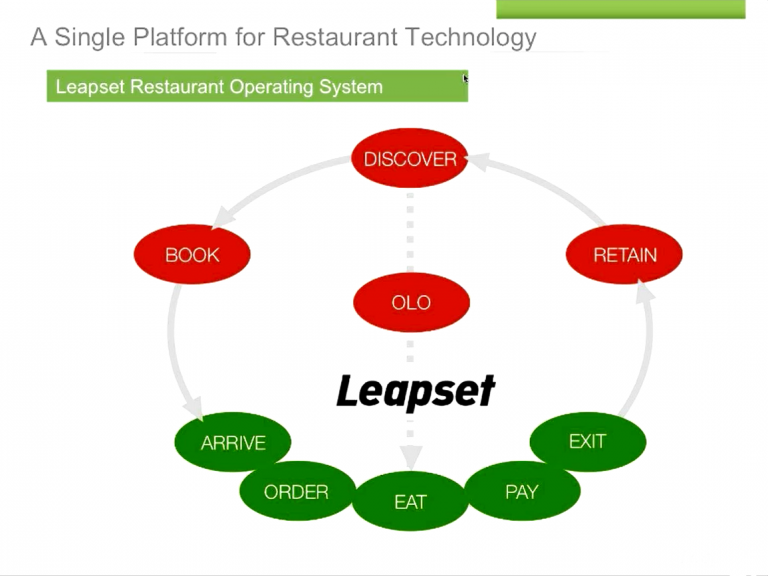 A Single Platform for Restaurant Technology
Leapset Restaurant Operating System
DISCOVER
BOOK
RETAIN
OLO
Leapset
ARRIVE
EXIT
ORDER
EAT
PAY